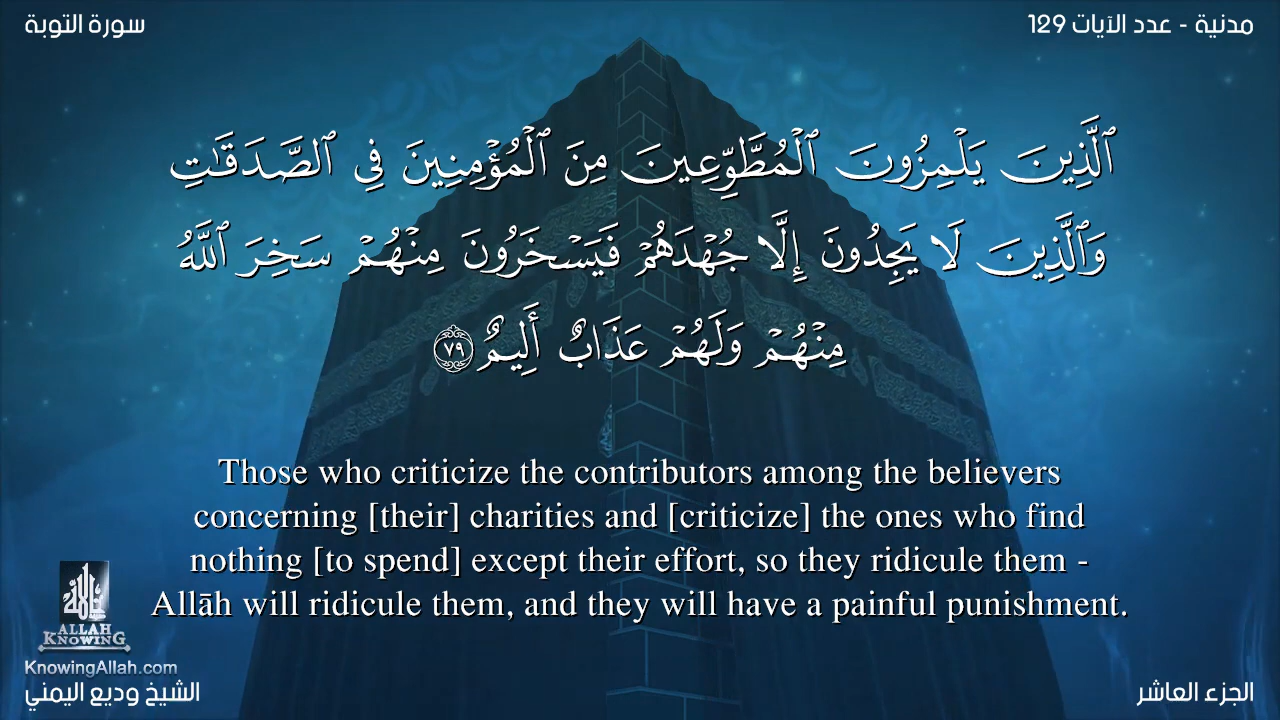 سورة التوبة
مدنية - عدد الآيات 129
ٱلَّذِينَ يَلۡمِزُونَ ٱلۡمُطَّوِّعِينَ مِنَ ٱلۡمُؤۡمِنِينَ فِي ٱلصَّدَقَٰتِ
وَٱلَّذِينَ لَا يَجِدُونَ إِلَّا جُهۡدَهُمۡ فَيَسۡخَرُونَ مِنۡهُمۡ سَخِرَ ٱللَّهُ
مِنۡهُمۡ وَلَهُمۡ عَذَابٌ أَلِيمٌ ٧٩
Those who criticize the contributors among the believers
concerning [their] charities and [criticize] the ones who find
nothing [to spend] except their effort, so they ridicule them -
Allāh will ridicule them, and they will have a painful punishment.
الله
ALLAH
KNOWING
KnowingAllah.com
الشيخ وديع اليمني
الجزء العاشر